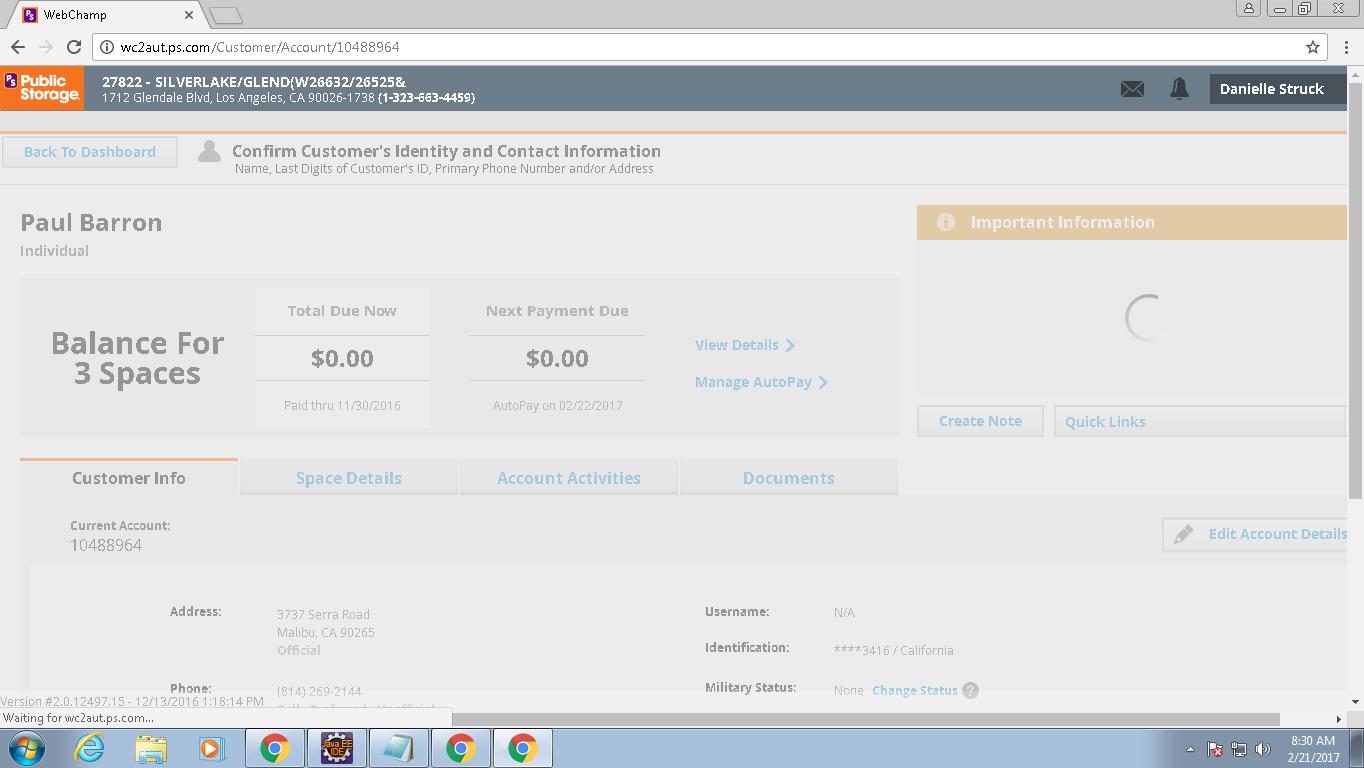 WebChamp
wc2aut.ps.com/Customer/Account/10488964
PS Public Storage.
27822 - SILVERLAKE/GLEND(W26632/26525&
1712 Glendale Blvd, Los Angeles, CA 90026-1738 (1-323-663-4459)
Danielle Struck
Back To Dashboard
Confirm Customer's Identity and Contact Information
Name, Last Digits of Customer's ID, Primary Phone Number and/or Address
Paul Barron
Individual
Important Information
Balance For
3 Spaces
Total Due Now
$0.00
Paid thru 11/30/2016
Next Payment Due
$0.00
AutoPay on 02/22/2017
View Details
Manage AutoPay
Create Note
Quick Links
Customer Info
Space Details
Account Activities
Documents
Current Account:
10488964
Edit Account Details
Address:
3737 Serra Road
Malibu, CA 90265
Official
Phone:
(814) 269-2144
Username:
N/A
Identification:
****3416 / California
Military Status:
None Change Status ?
Version #2.0.12497.15 - 12/13/2016 1:18:14 PM
Waiting for wc2aut.ps.com...
Java EE
IDE
8:30 AM
2/21/2017